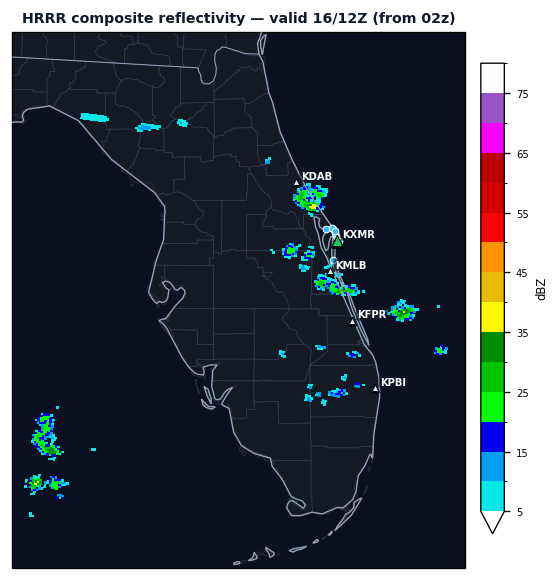 HRRR composite reflectivity — valid 16/12Z (from 02z)
KDAB
KXMR
KMLB
KFPR
KPBI
75
65
55
45
35
25
15
5
dBZ